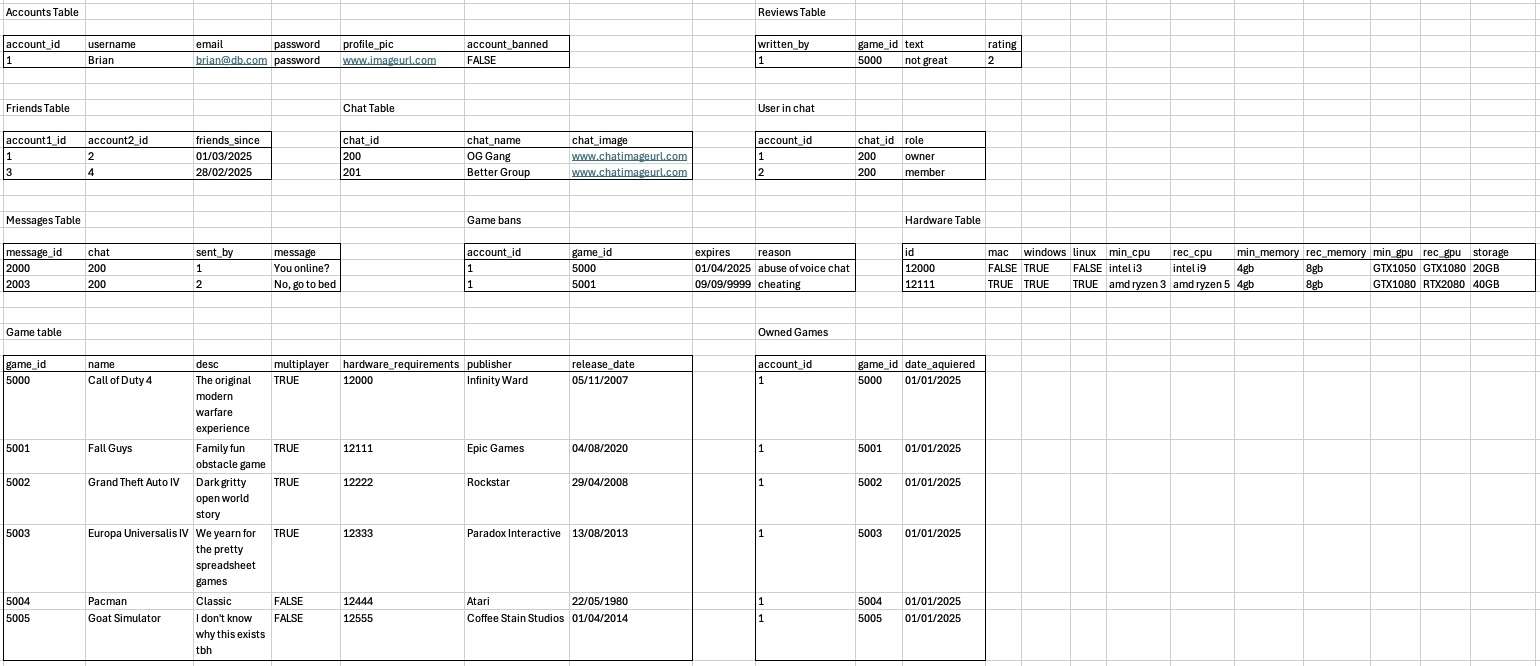 Accounts Table
account_id username email password profile_pic account_banned
1 Brian brian@db.com password www.imageurl.com FALSE
Reviews Table
written_by game_id text rating
1 5000 not great 2
Friends Table
account1_id account2_id friends_since
1 2 01/03/2025
3 4 28/02/2025
Chat Table
chat_id chat_name chat_image
200 OG Gang www.chatimageurl.com
201 Better Group www.chatimageurl.com
User in chat
account_id chat_id role
1 200 owner
2 200 member
Messages Table
message_id chat sent_by message
2000 200 1 You online?
2003 200 2 No, go to bed
Game bans
account_id game_id expires reason
1 5000 01/04/2025 abuse of voice chat
1 5001 09/09/9999 cheating
Hardware Table
id mac windows linux min_cpu rec_cpu min_memory rec_memory min_gpu rec_gpu storage
12000 FALSE TRUE FALSE intel i3 intel i9 4gb 8gb GTX1050 GTX1080 20GB
12111 TRUE TRUE TRUE amd ryzen 3 amd ryzen 5 4gb 8gb GTX1080 RTX2080 40GB
Game table
game_id name desc multiplayer hardware_requirements publisher release_date
5000 Call of Duty 4 The original TRUE 12000 Infinity Ward 05/11/2007
modern
warfare
experience
5001 Fall Guys Family fun TRUE 12111 Epic Games 04/08/2020
obstacle game
5002 Grand Theft Auto IV Dark gritty TRUE 12222 Rockstar 29/04/2008
open world
story
5003 Europa Universalis IV We yearn for TRUE 12333 Paradox Interactive 13/08/2013
the pretty
spreadsheet
games
5004 Pacman Classic FALSE 12444 Atari 22/05/1980
5005 Goat Simulator I don't know FALSE 12555 Coffee Stain Studios 01/04/2014
why this exists
tbh
Owned Games
account_id game_id date_aquiered
1 5000 01/01/2025
1 5001 01/01/2025
1 5002 01/01/2025
1 5003 01/01/2025
1 5004 01/01/2025
1 5005 01/01/2025